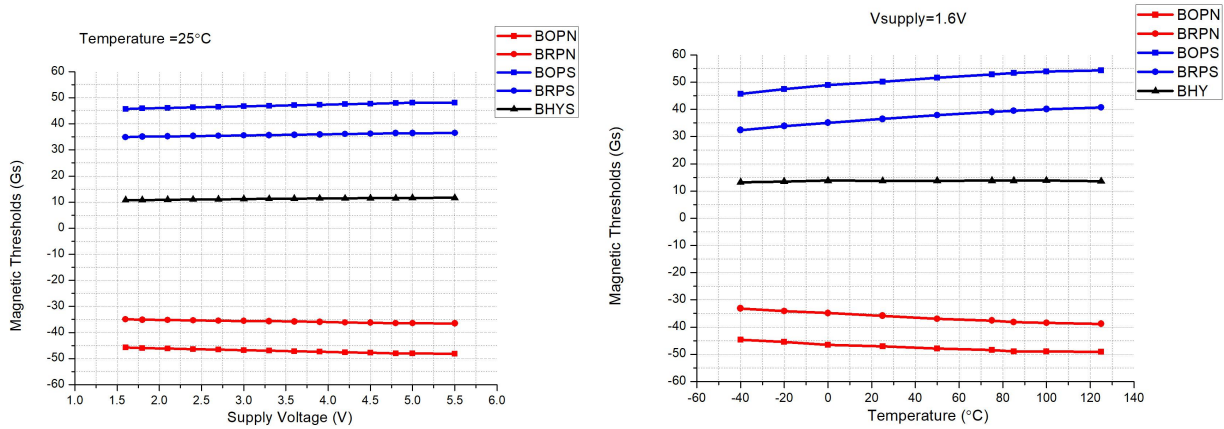 Temperature =25°C
BOPN
BRPN
BOPS
BRPS
BHYS
60
50
40
30
20
10
0
-10
-20
-30
-40
-50
-60
Magnetic Thresholds (Gs)
1.0 1.5 2.0 2.5 3.0 3.5 4.0 4.5 5.0 5.5 6.0
Supply Voltage (V)
Vsupply=1.6V
BOPN
BRPN
BOPS
BRPS
BHY
60
50
40
30
20
10
0
-10
-20
-30
-40
-50
-60
Magnetic Thresholds (Gs)
-60 -40 -20 0 20 40 60 80 100 120 140
Temperature (°C)